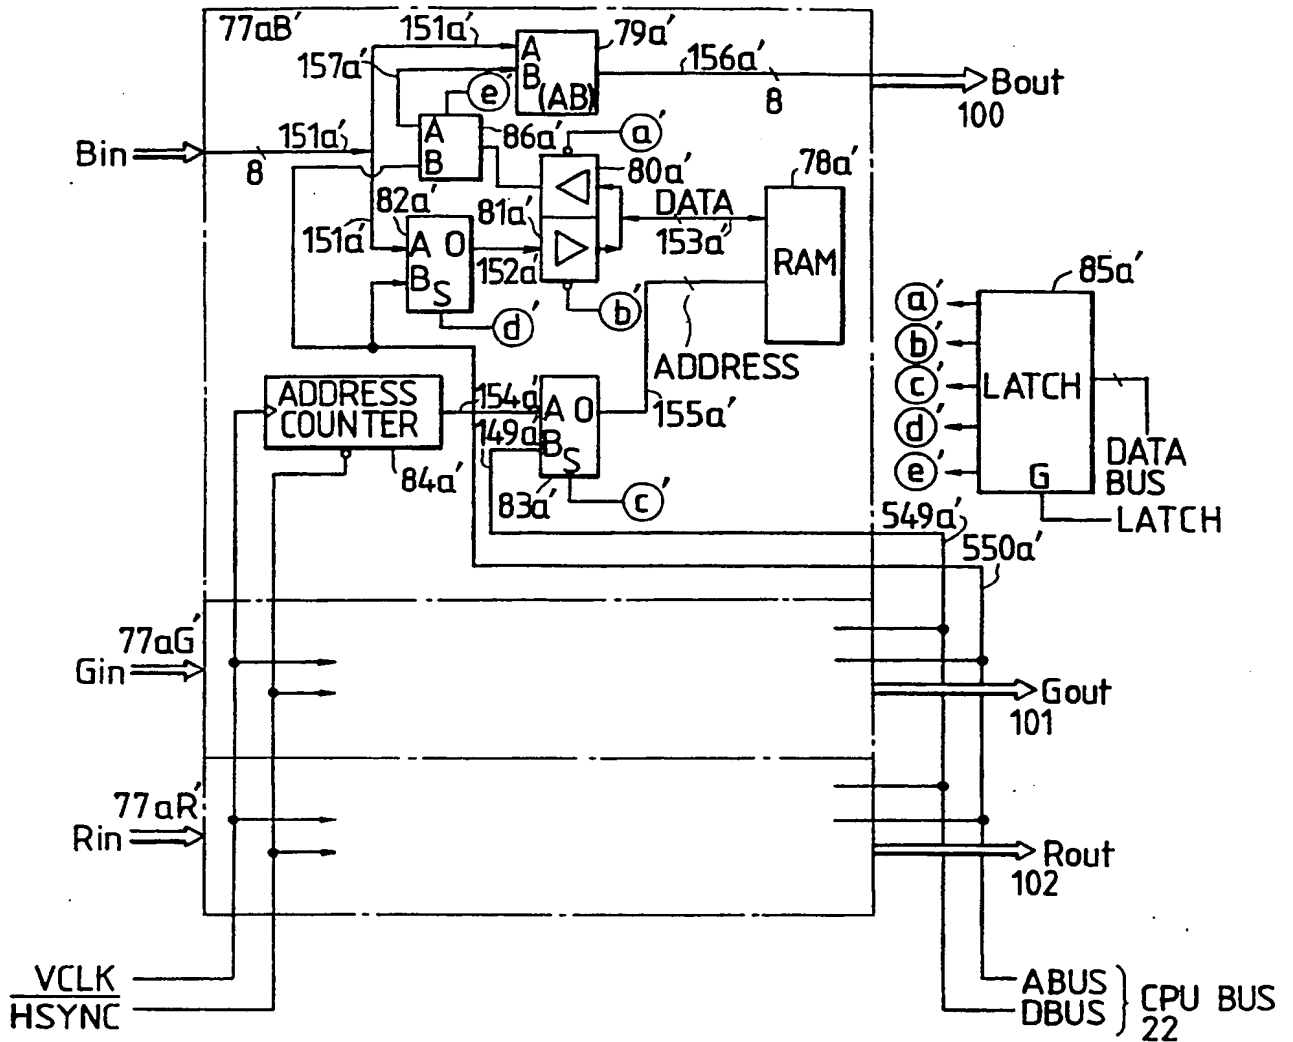 77aB'
151a'
79a'
157a'
A
B
(AB)
156a'
8
Bout
100
e'
A
B
86a'
a'
Bin
8
151a'
80a'
78a'
82a'
81a'
DATA
153a'
RAM
151a'
A O
B
S
152a'
b'
d'
ADDRESS
85a'
a'
b'
c'
d'
e'
LATCH
G
DATA
BUS
LATCH
ADDRESS
COUNTER
154a'
149a'
A O
B
S
155a'
84a'
83a'
c'
549a'
550a'
77aG'
Gin
Gout
101
77aR'
Rin
Rout
102
VCLK
HSYNC
ABUS
DBUS
CPU BUS
22